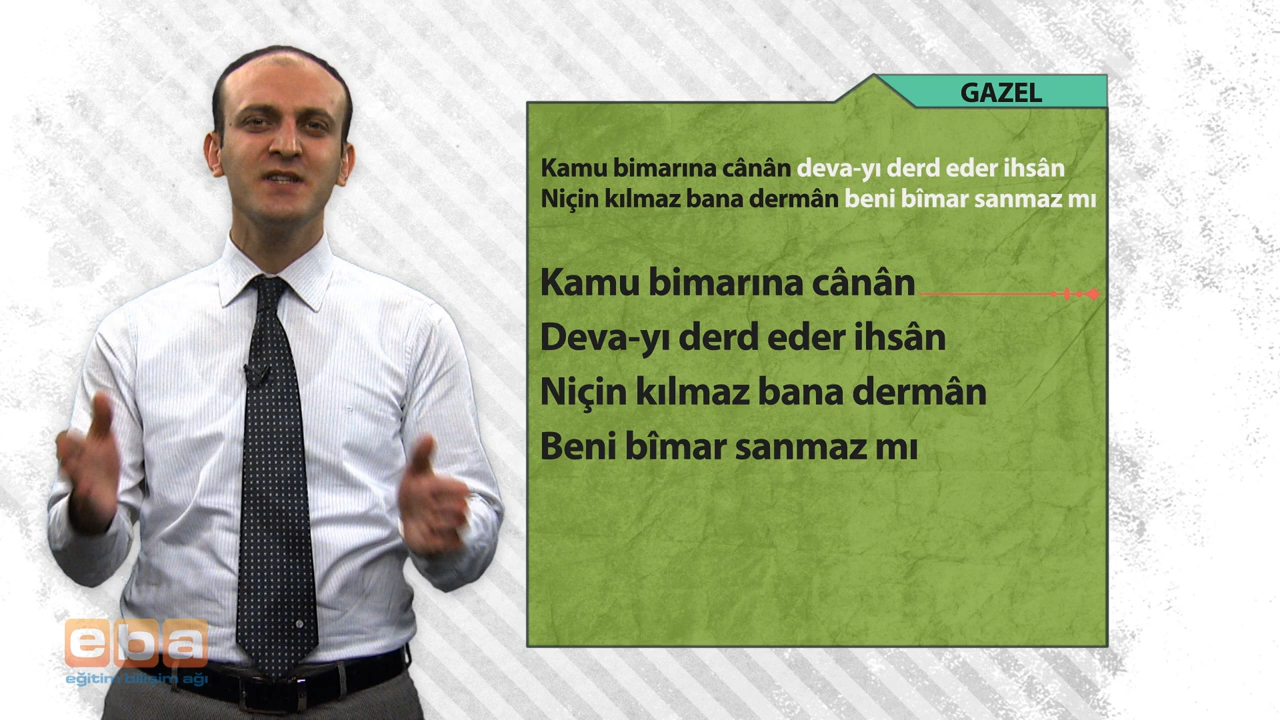 GAZEL
Kamu bimarına cânân deva-yı derd eder ihsân
Niçin kılmaz bana dermân beni bîmar sanmaz mı
Kamu bimarına cânân
Deva-yı derd eder ihsân
Niçin kılmaz bana dermân
Beni bîmar sanmaz mı
eba
eğitim bilişim ağı